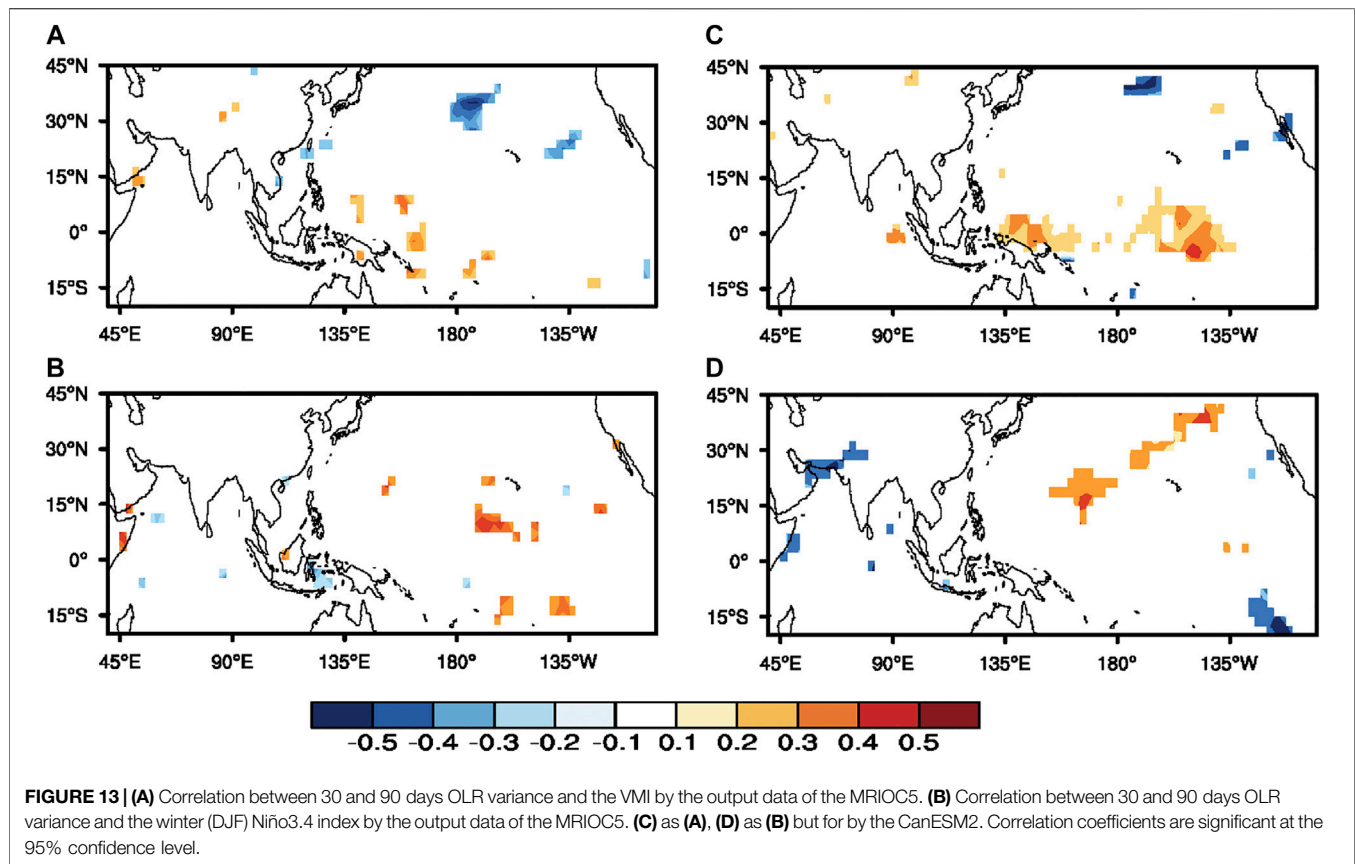 A
45°N
30°N
15°N
0°
15°S
45°E 90°E 135°E 180° 135°W
B
45°N
30°N
15°N
0°
15°S
45°E 90°E 135°E 180° 135°W
C
45°N
30°N
15°N
0°
15°S
45°E 90°E 135°E 180° 135°W
D
45°N
30°N
15°N
0°
15°S
45°E 90°E 135°E 180° 135°W
-0.5 -0.4 -0.3 -0.2 -0.1 0.1 0.2 0.3 0.4 0.5
FIGURE 13 | (A) Correlation between 30 and 90 days OLR variance and the VMI by the output data of the MRIOC5. (B) Correlation between 30 and 90 days OLR
variance and the winter (DJF) Niño3.4 index by the output data of the MRIOC5. (C) as (A), (D) as (B) but for by the CanESM2. Correlation coefficients are significant at the
95% confidence level.